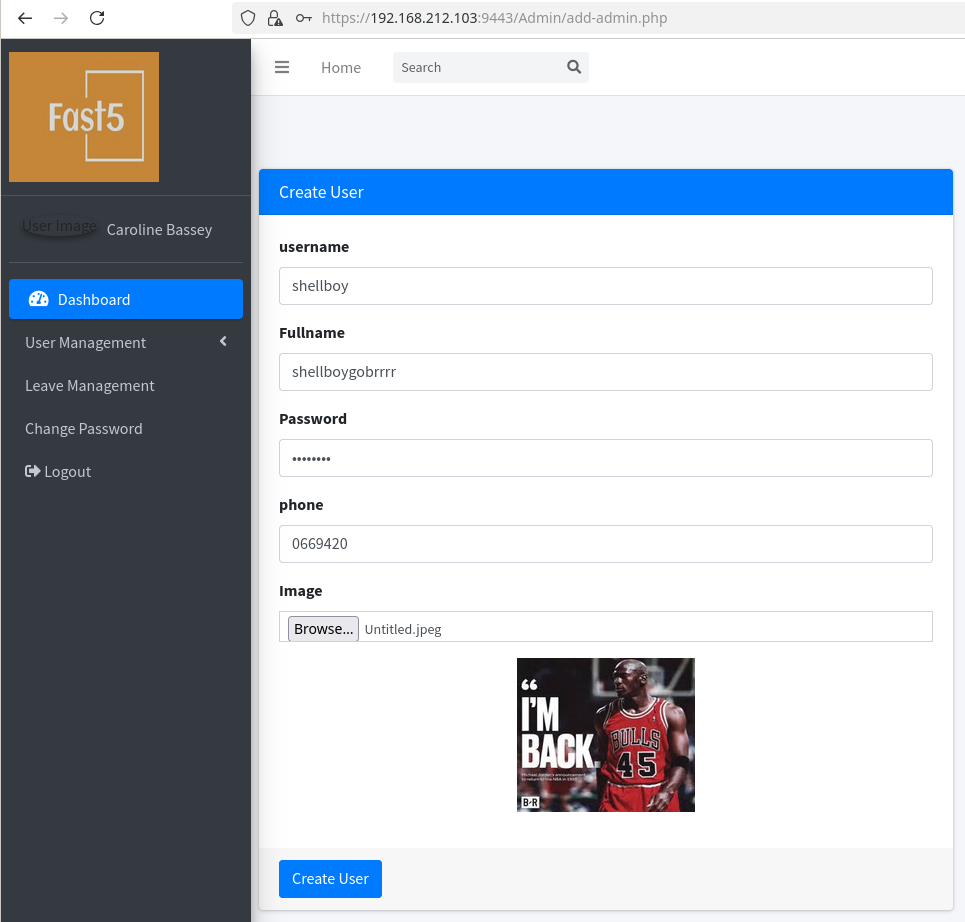 https://192.168.212.103:9443/Admin/add-admin.php
Fast5
Home
Search
User Image
Caroline Bassey
Dashboard
User Management
Leave Management
Change Password
Logout
Create User
username
shellboy
Fullname
shellboygobrrrr
Password
••••••••
phone
0669420
Image
Browse... Untitled.jpeg
“
I'M
BACK
BULLS
45
B/R
Create User